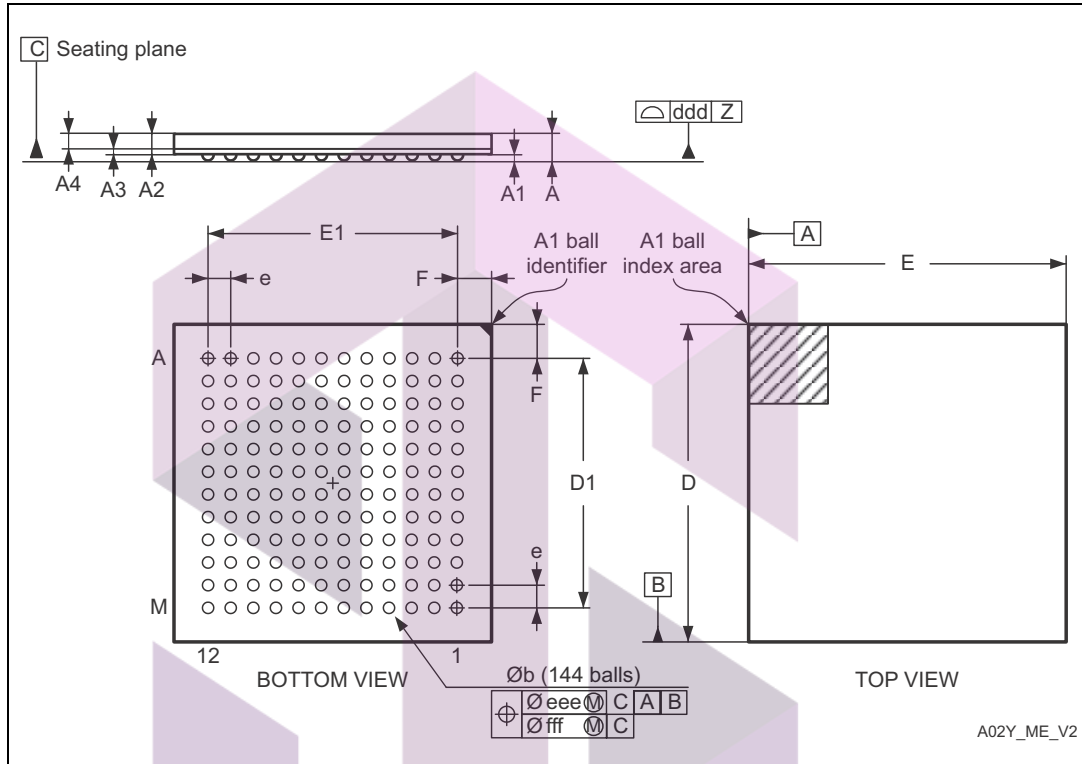 C Seating plane
ddd Z
A4
A3
A2
A1
A
E1
A1 ball
identifier
A1 ball
index area
A
E
e
F
A
F
D1
D
e
B
M
12
1
BOTTOM VIEW
Øb (144 balls)
TOP VIEW
Ø eee Ⓜ C A B
Ø fff Ⓜ C
A02Y_ME_V2